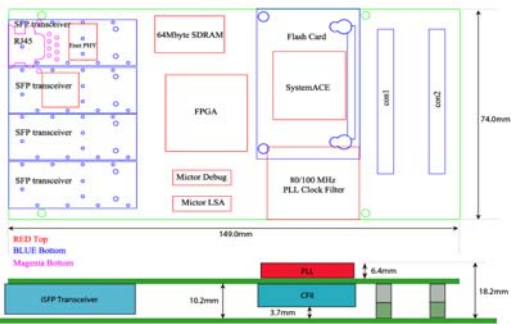 SFP transceiver
RJ45
Enet PHY
64Mbyte SDRAM
Flash Card
SystemACE
SFP transceiver
FPGA
con1
con2
74.0mm
SFP transceiver
SFP transceiver
Mictor Debug
Mictor LSA
80/100 MHz
PLL Clock Filter
149.0mm
RED Top
BLUE Bottom
Magenta Bottom
PLL
6.4mm
iSFP Transceiver
10.2mm
CFII
3.7mm
18.2mm